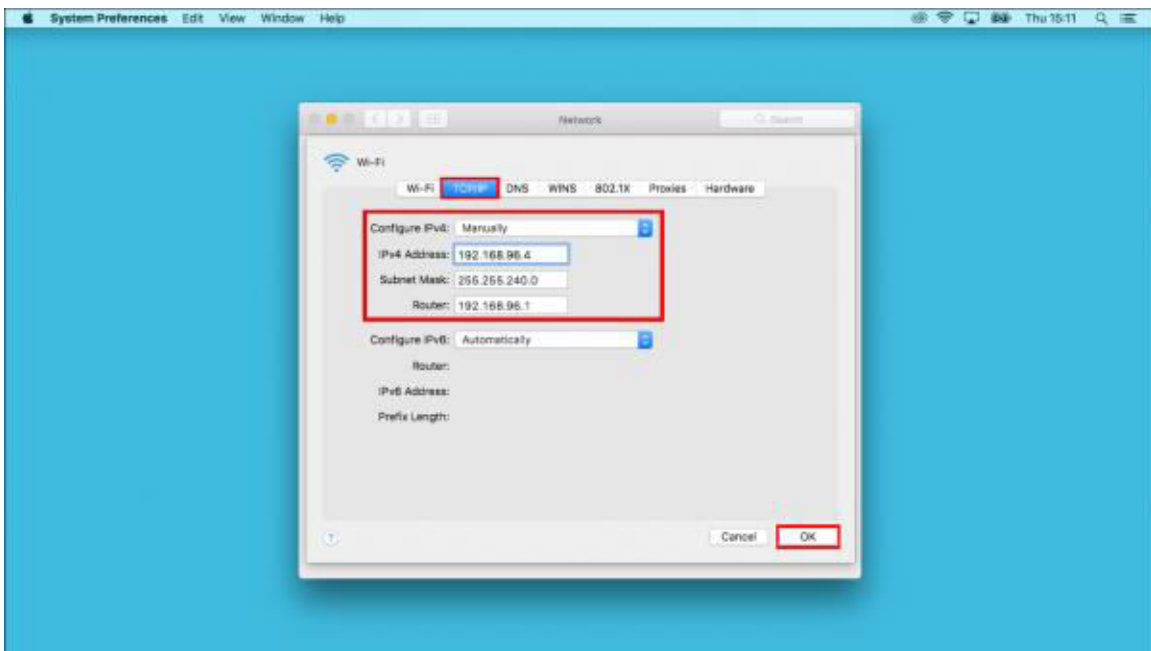 System Preferences Edit View Window Help Thu 15:11
Network Search
Wi-Fi
Wi-Fi TCP/IP DNS WINS 802.1X Proxies Hardware
Configure IPv4: Manually
IPv4 Address: 192.168.96.4
Subnet Mask: 255.255.240.0
Router: 192.168.96.1
Configure IPv6: Automatically
Router:
IPv6 Address:
Prefix Length:
? Cancel OK